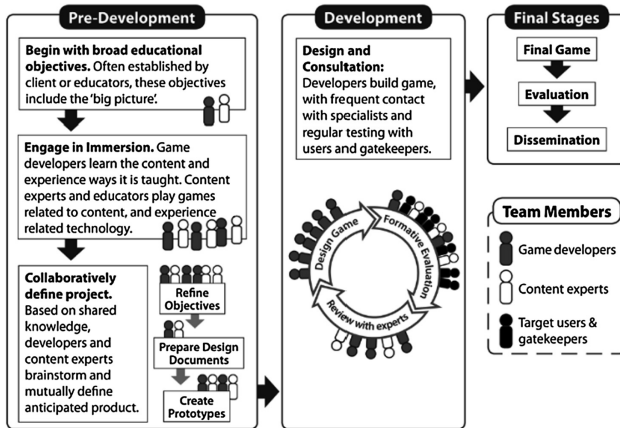 Pre-Development
Begin with broad educational
objectives. Often established by
client or educators, these objectives
include the 'big picture'.
Engage in Immersion. Game
developers learn the content and
experience ways it is taught. Content
experts and educators play games
related to content, and experience
related technology.
Collaboratively
define project.
Based on shared
knowledge,
developers and
content experts
brainstorm and
mutually define
anticipated product.
Refine
Objectives
Prepare Design
Documents
Create
Prototypes
Development
Design and
Consultation:
Developers build game,
with frequent contact
with specialists and
regular testing with
users and gatekeepers.
Design Game
Formative Evaluation
Review with experts
Final Stages
Final Game
Evaluation
Dissemination
Team Members
Game developers
Content experts
Target users &
gatekeepers